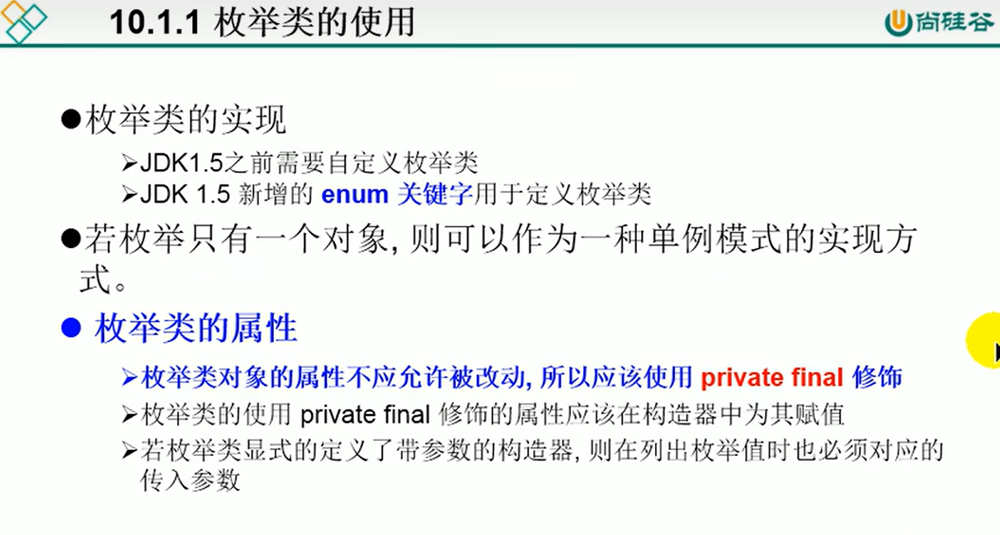 10.1.1 枚举类的使用
尚硅谷
●枚举类的实现
➢JDK1.5之前需要自定义枚举类
➢JDK 1.5 新增的 enum 关键字用于定义枚举类
●若枚举只有一个对象, 则可以作为一种单例模式的实现方
式。
● 枚举类的属性
➢枚举类对象的属性不应允许被改动, 所以应该使用 private final 修饰
➢枚举类的使用 private final 修饰的属性应该在构造器中为其赋值
➢若枚举类显式的定义了带参数的构造器, 则在列出枚举值时也必须对应的
传入参数